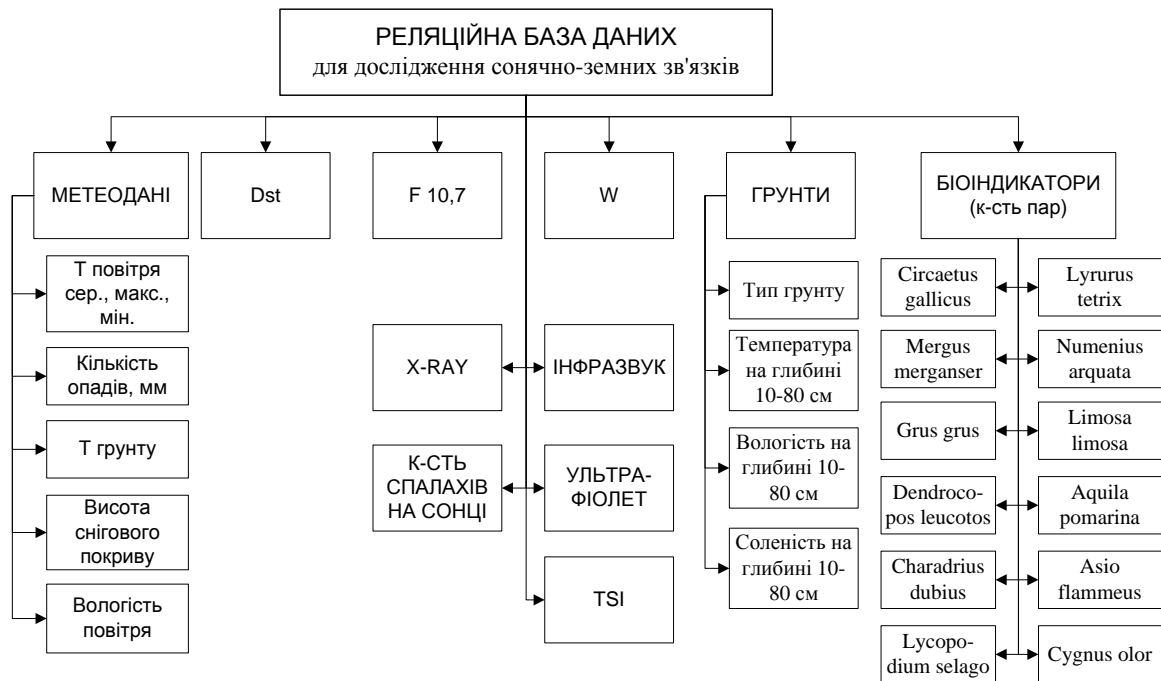 РЕЛЯЦІЙНА БАЗА ДАНИХ
для дослідження сонячно-земних зв'язків
МЕТЕОДАНІ
Dst
F 10,7
W
ГРУНТИ
БІОІНДИКАТОРИ
(к-сть пар)
Т повітря
сер., макс.,
мін.
Кількість
опадів, мм
Т грунту
Висота
снігового
покриву
Вологість
повітря
X-RAY
ІНФРАЗВУК
К-СТЬ
СПАЛАХІВ
НА СОНЦІ
УЛЬТРА-
ФІОЛЕТ
TSI
Тип грунту
Температура
на глибині
10-80 см
Вологість на
глибині 10-
80 см
Соленість на
глибині 10-
80 см
Circaetus
gallicus
Lyrurus
tetrix
Mergus
merganser
Numenius
arquata
Grus grus
Limosa
limosa
Dendroco-
pos leucotos
Aquila
pomarina
Charadrius
dubius
Asio
flammeus
Lycopo-
dium selago
Cygnus olor